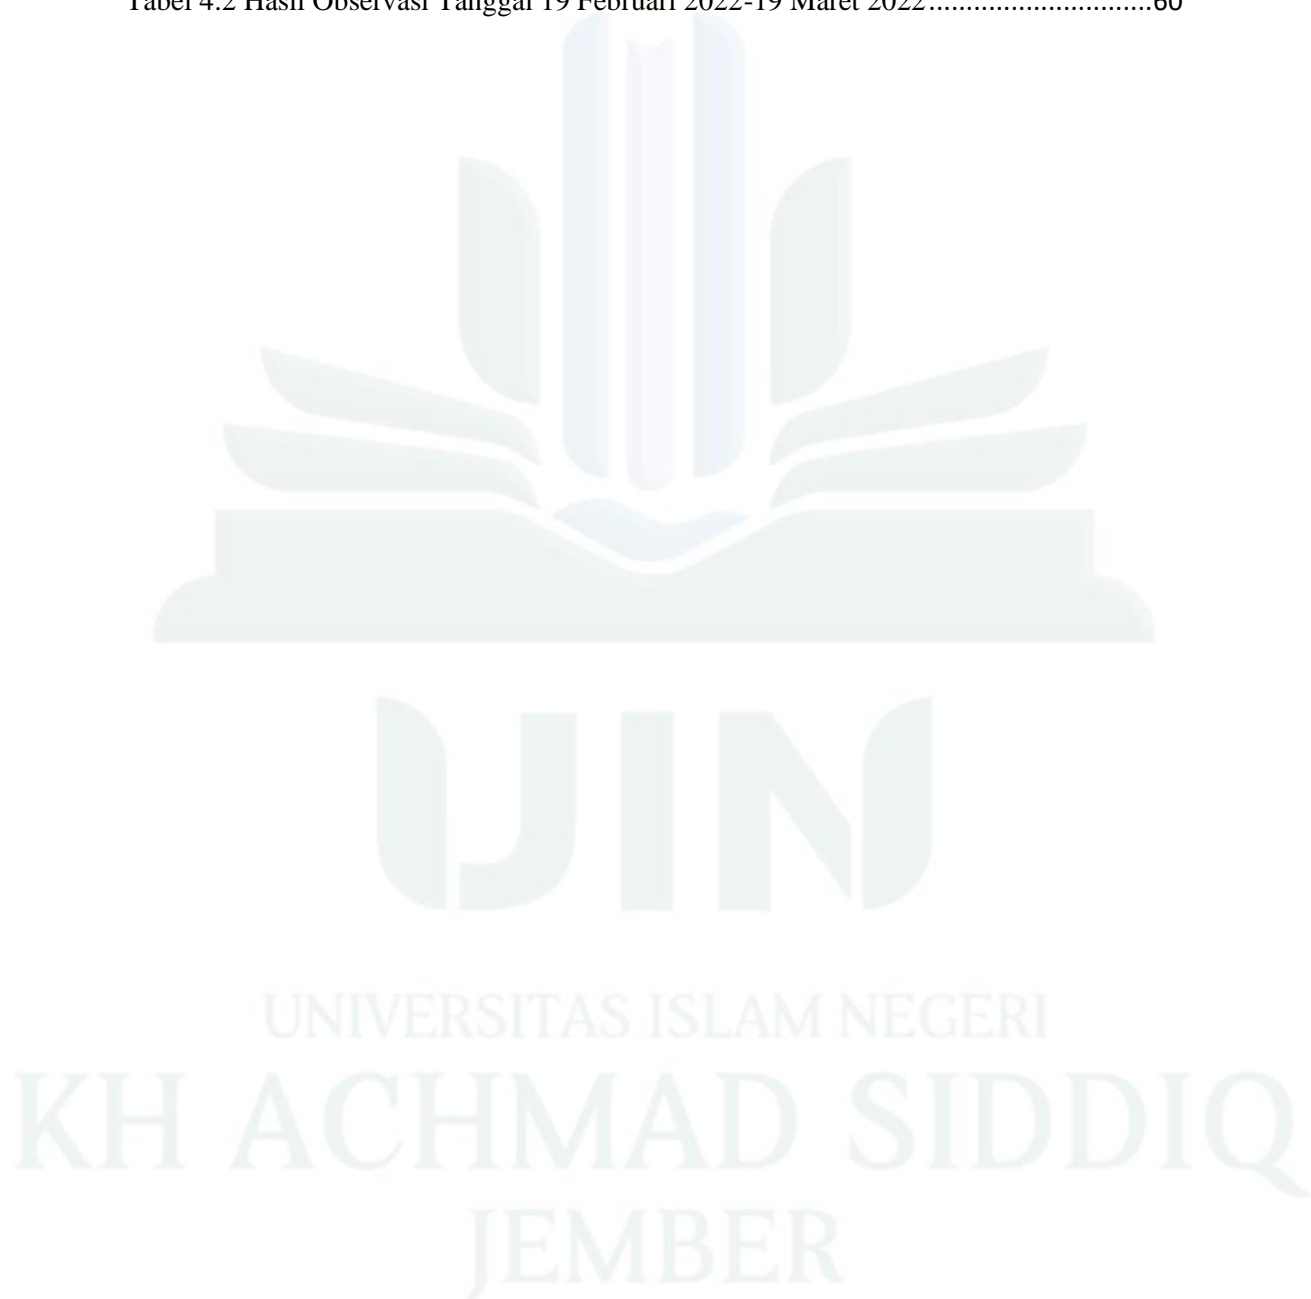 Tabel 4.2 Hasil Observasi Tanggal 19 Februari 2022-19 Maret 2022..............................60
UIN
UNIVERSITAS ISLAM NEGERI
KH ACHMAD SIDDIQ
JEMBER